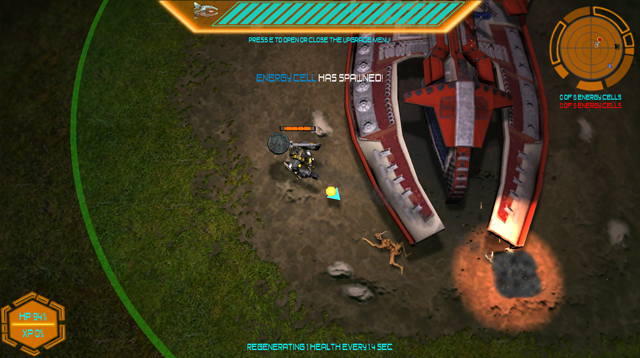 PRESS E TO OPEN OR CLOSE THE UPGRADE MENU
ENERGY CELL HAS SPAWNED!
0 OF 5 ENERGY CELLS
0 OF 5 ENERGY CELLS
HP 94%
XP 0%
REGENERATING 1 HEALTH EVERY 1.4 SEC